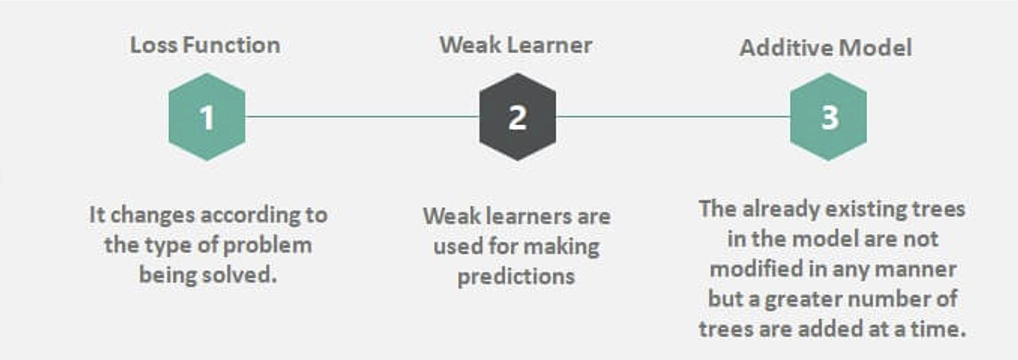 Loss Function
1
It changes according to
the type of problem
being solved.
Weak Learner
2
Weak learners are
used for making
predictions
Additive Model
3
The already existing trees
in the model are not
modified in any manner
but a greater number of
trees are added at a time.